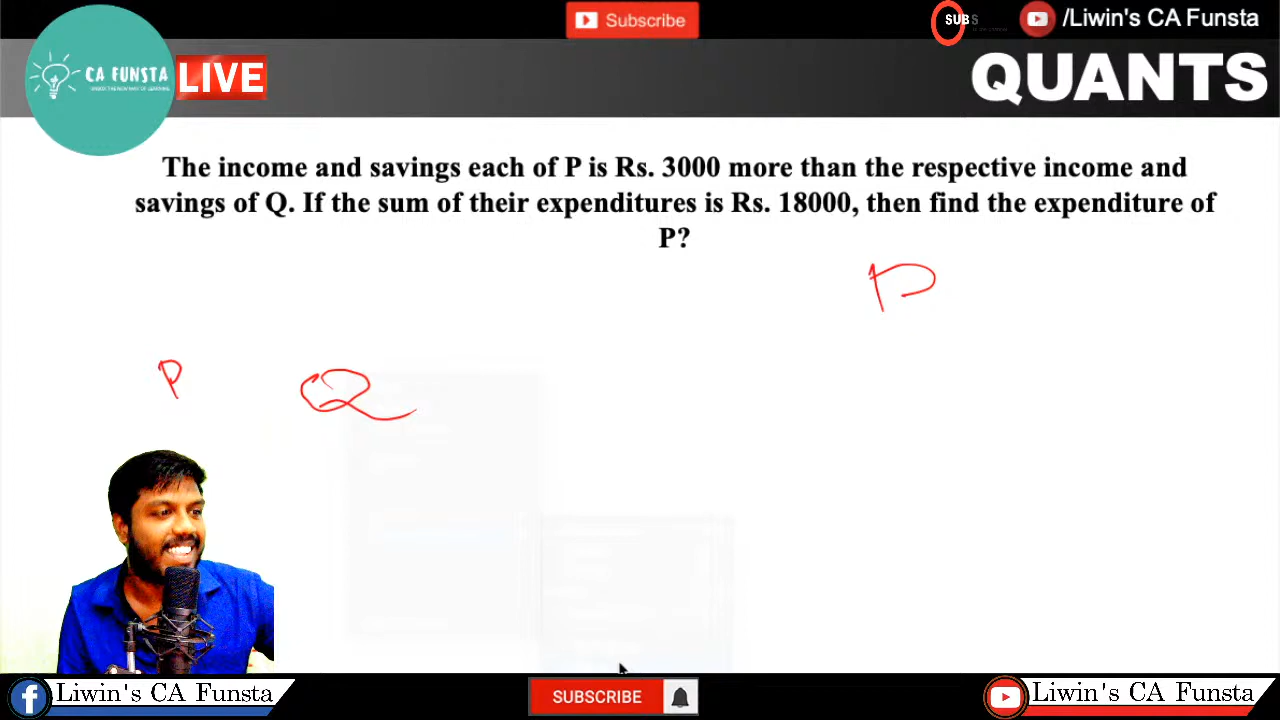 Subscribe
SUBS
/Liwin's CA Funsta
CA FUNSTA
LIVE
QUANTS
The income and savings each of P is Rs. 3000 more than the respective income and
savings of Q. If the sum of their expenditures is Rs. 18000, then find the expenditure of
P?
P
P Q
Liwin's CA Funsta
SUBSCRIBE
Liwin's CA Funsta